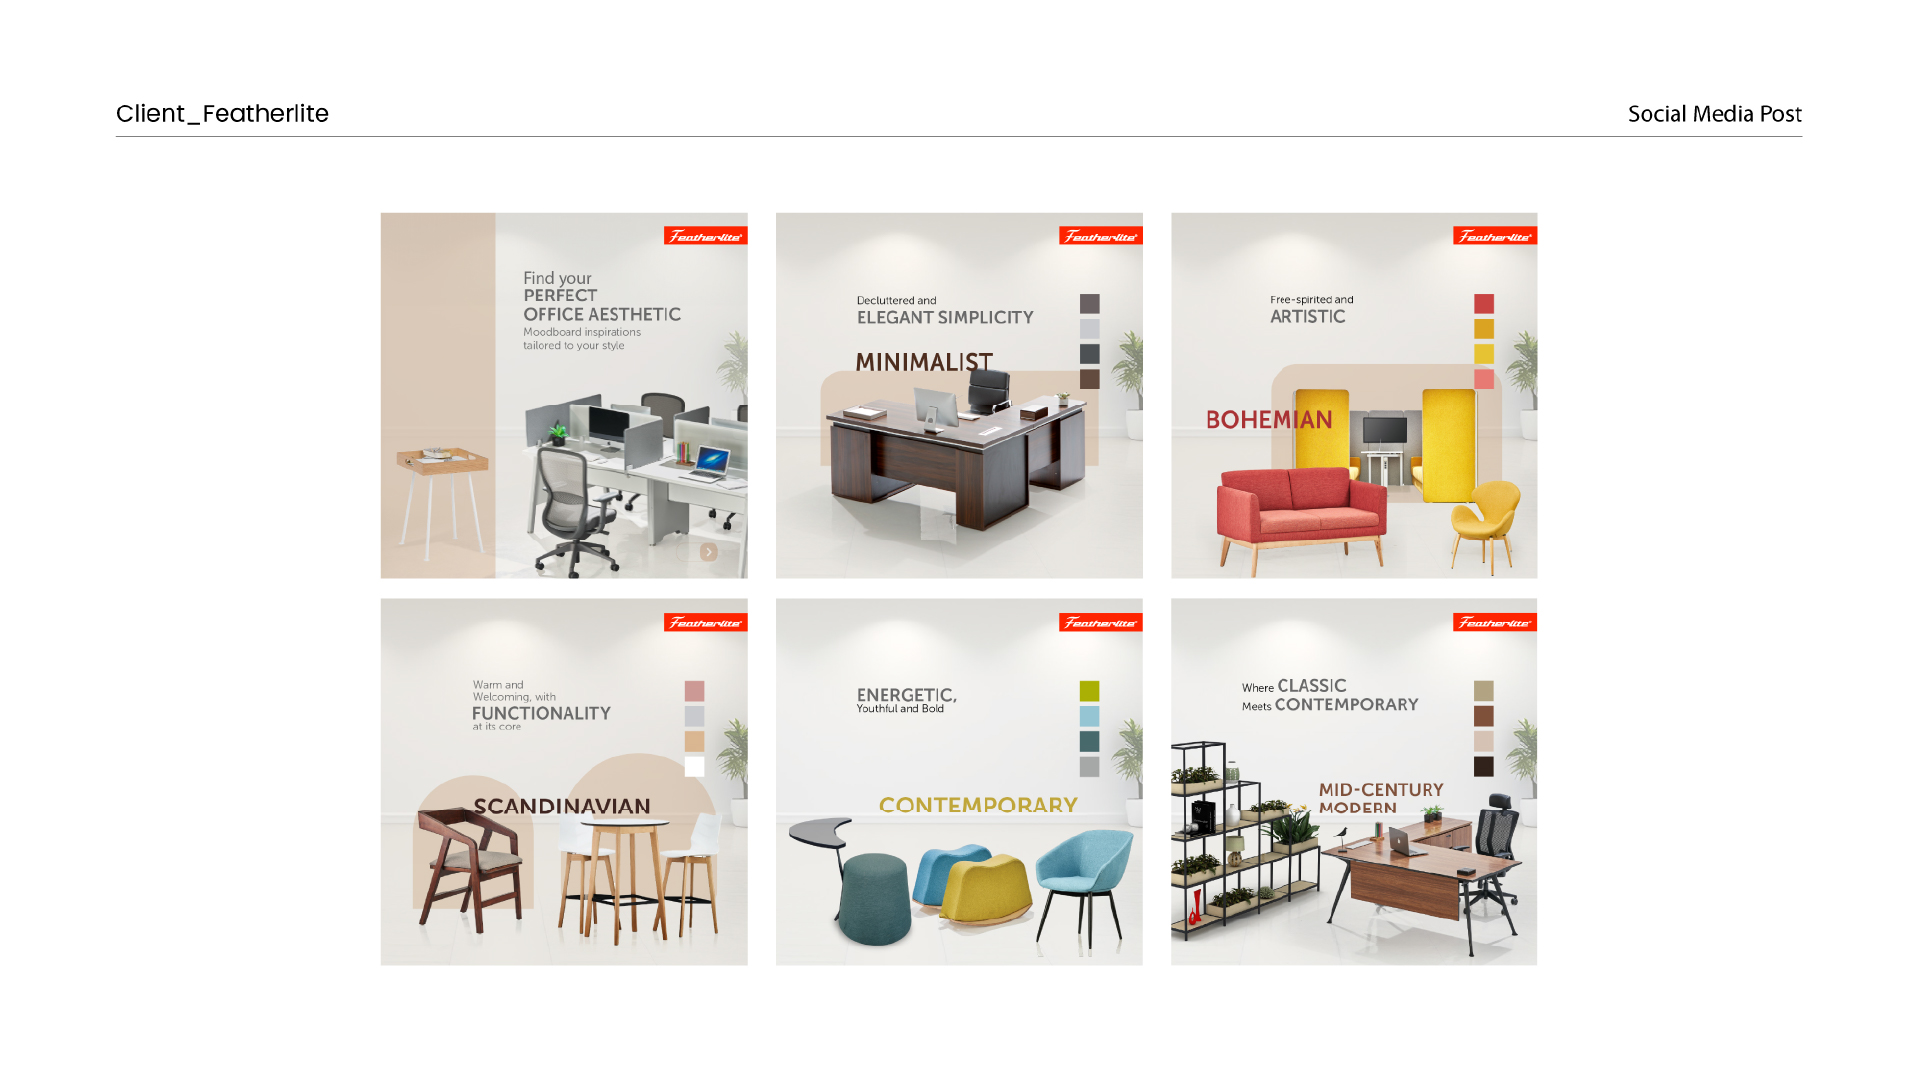 Client_Featherlite
Social Media Post
Featherlite
Find your
PERFECT
OFFICE AESTHETIC
Moodboard inspirations
tailored to your style
Featherlite
Decluttered and
ELEGANT SIMPLICITY
MINIMALIST
Featherlite
Free-spirited and
ARTISTIC
BOHEMIAN
Featherlite
Warm and
Welcoming, with
FUNCTIONALITY
at its core
SCANDINAVIAN
Featherlite
ENERGETIC,
Youthful and Bold
CONTEMPORARY
Featherlite
Where CLASSIC
Meets CONTEMPORARY
MID-CENTURY
MODERN